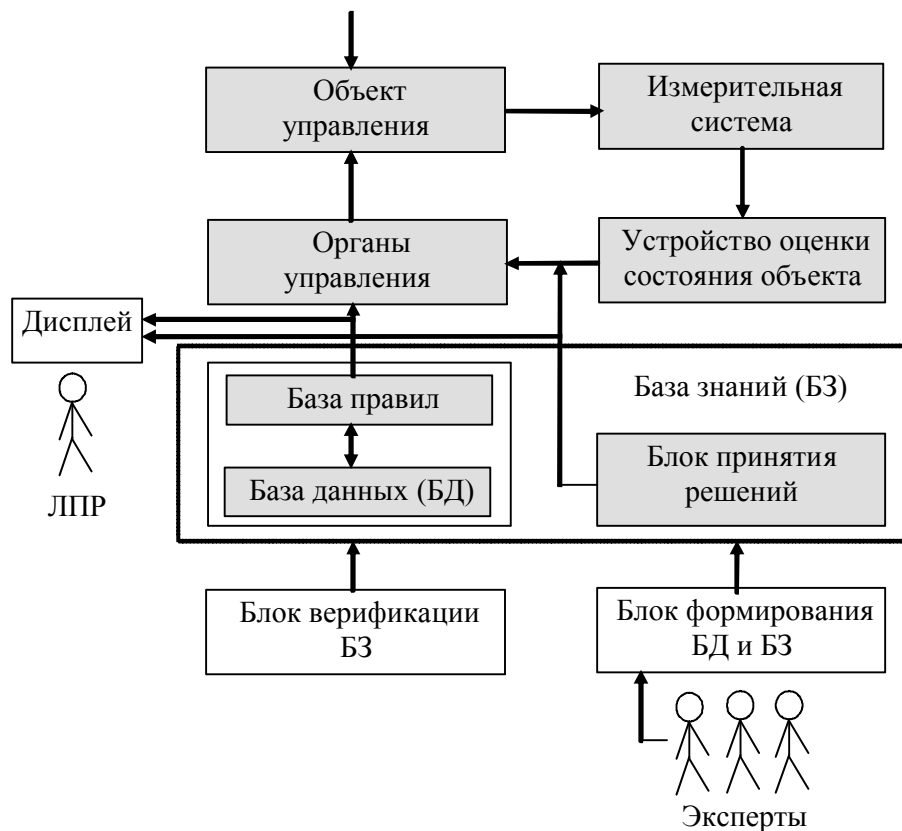 Объект
управления
Измерительная
система
Органы
управления
Устройство оценки
состояния объекта
Дисплей
База правил
База знаний (БЗ)
Блок принятия
решений
База данных (БД)
ЛПР
Блок верификации
БЗ
Блок формирования
БД и БЗ
Эксперты